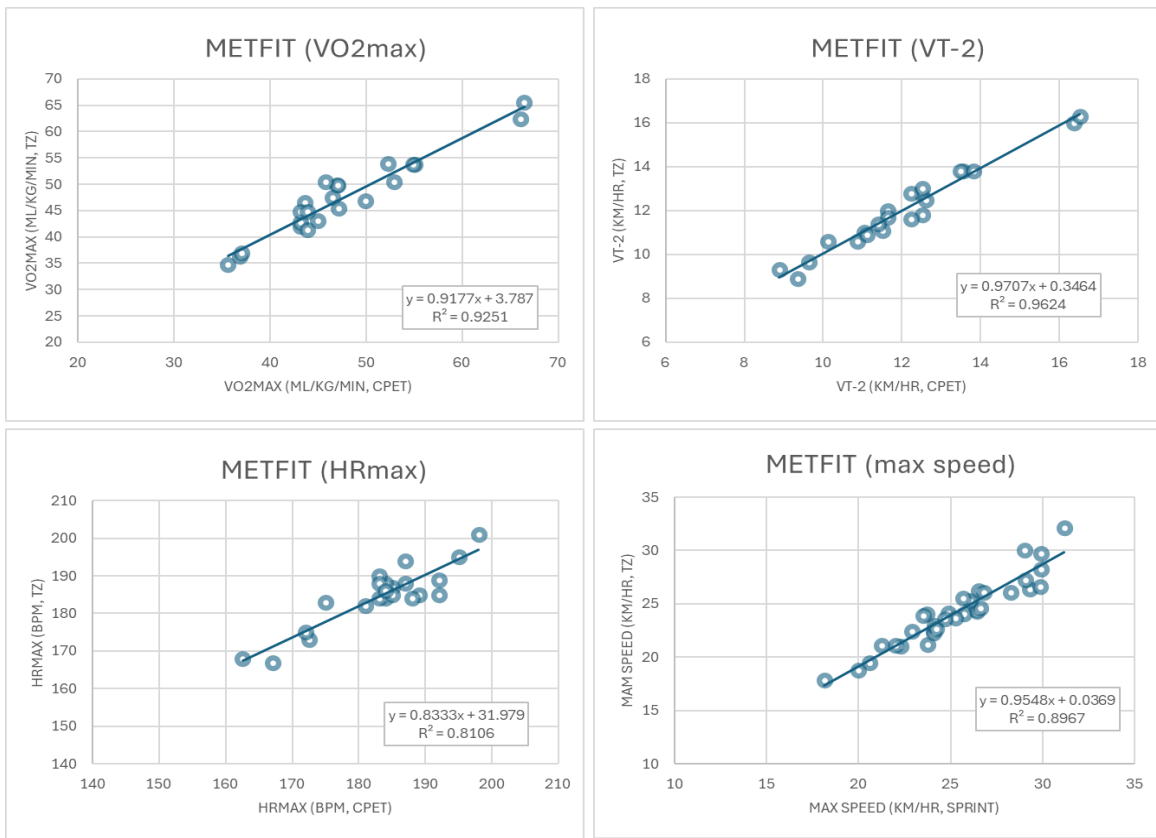 METFIT (VO2max)
70
65
60
55
50
45
40
35
30
25
20
VO2MAX (ML/KG/MIN, TZ)
y = 0.9177x + 3.787
R² = 0.9251
20 30 40 50 60 70
VO2MAX (ML/KG/MIN, CPET)
METFIT (VT-2)
18
16
14
12
10
8
6
VT-2 (KM/HR, TZ)
y = 0.9707x + 0.3464
R² = 0.9624
6 8 10 12 14 16 18
VT-2 (KM/HR, CPET)
METFIT (HRmax)
210
200
190
180
170
160
150
140
HRMAX (BPM, TZ)
y = 0.8333x + 31.979
R² = 0.8106
140 150 160 170 180 190 200 210
HRMAX (BPM, CPET)
METFIT (max speed)
35
30
25
20
15
10
MAM SPEED (KM/HR, TZ)
y = 0.9548x + 0.0369
R² = 0.8967
10 15 20 25 30 35
MAX SPEED (KM/HR, SPRINT)